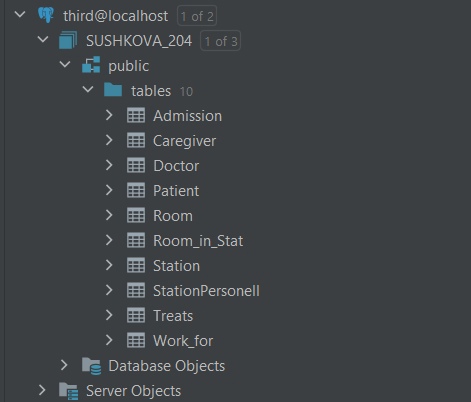 third@localhost 1 of 2
SUSHKOVA_204 1 of 3
public
tables 10
Admission
Caregiver
Doctor
Patient
Room
Room_in_Stat
Station
StationPersonell
Treats
Work_for
Database Objects
Server Objects